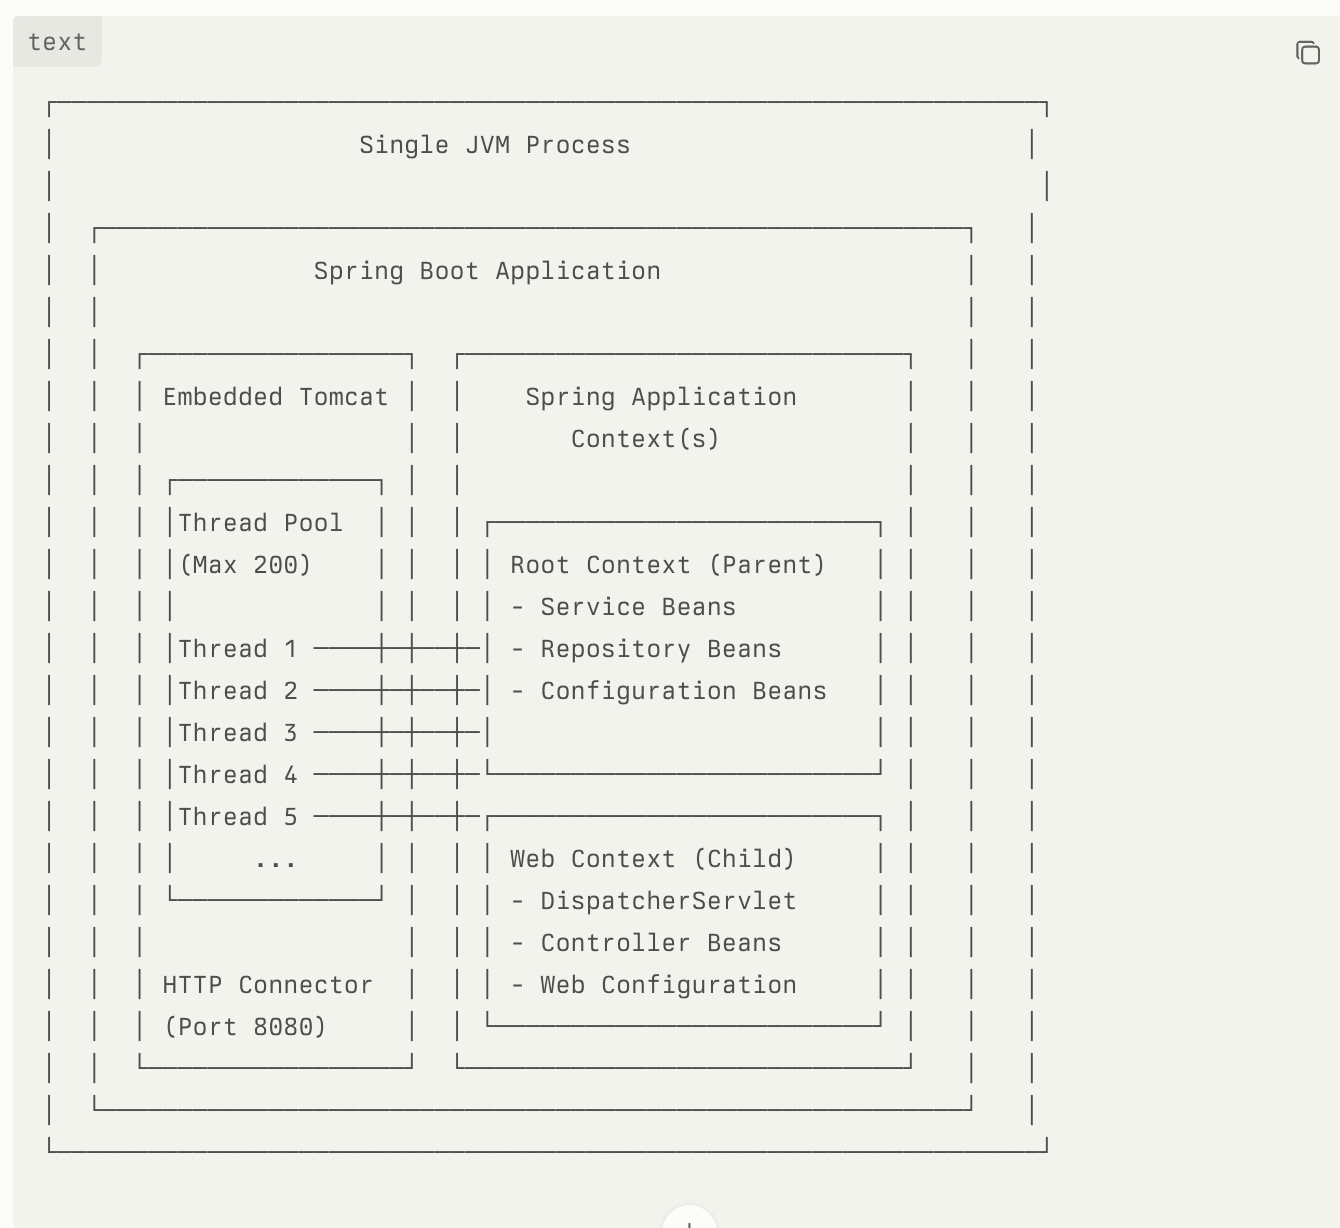 text
Single JVM Process
Spring Boot Application
Embedded Tomcat
Thread Pool
(Max 200)
Thread 1
Thread 2
Thread 3
Thread 4
Thread 5
...
HTTP Connector
(Port 8080)
Spring Application
Context(s)
Root Context (Parent)
- Service Beans
- Repository Beans
- Configuration Beans
Web Context (Child)
- DispatcherServlet
- Controller Beans
- Web Configuration